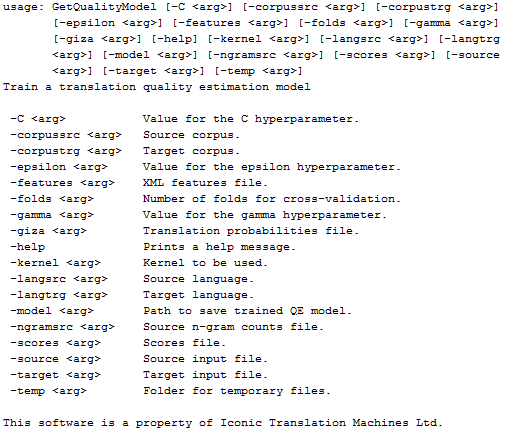 usage: GetQualityModel [-C <arg>] [-corpussrc <arg>] [-corpustrg <arg>]
[-epsilon <arg>] [-features <arg>] [-folds <arg>] [-gamma <arg>]
[-giza <arg>] [-help] [-kernel <arg>] [-langsrc <arg>] [-langtrg
<arg>] [-model <arg>] [-ngramsrc <arg>] [-scores <arg>] [-source
<arg>] [-target <arg>] [-temp <arg>]
Train a translation quality estimation model
-C <arg> Value for the C hyperparameter.
-corpussrc <arg> Source corpus.
-corpustrg <arg> Target corpus.
-epsilon <arg> Value for the epsilon hyperparameter.
-features <arg> XML features file.
-folds <arg> Number of folds for cross-validation.
-gamma <arg> Value for the gamma hyperparameter.
-giza <arg> Translation probabilities file.
-help Prints a help message.
-kernel <arg> Kernel to be used.
-langsrc <arg> Source language.
-langtrg <arg> Target language.
-model <arg> Path to save trained QE model.
-ngramsrc <arg> Source n-gram counts file.
-scores <arg> Scores file.
-source <arg> Source input file.
-target <arg> Target input file.
-temp <arg> Folder for temporary files.
This software is a property of Iconic Translation Machines Ltd.